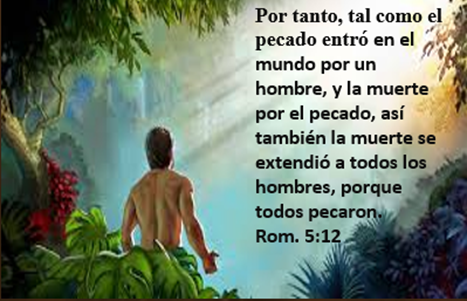 Por tanto, tal como el
pecado entró en el
mundo por un
hombre, y la muerte
por el pecado, así
también la muerte se
extendió a todos los
hombres, porque
todos pecaron.
Rom. 5:12